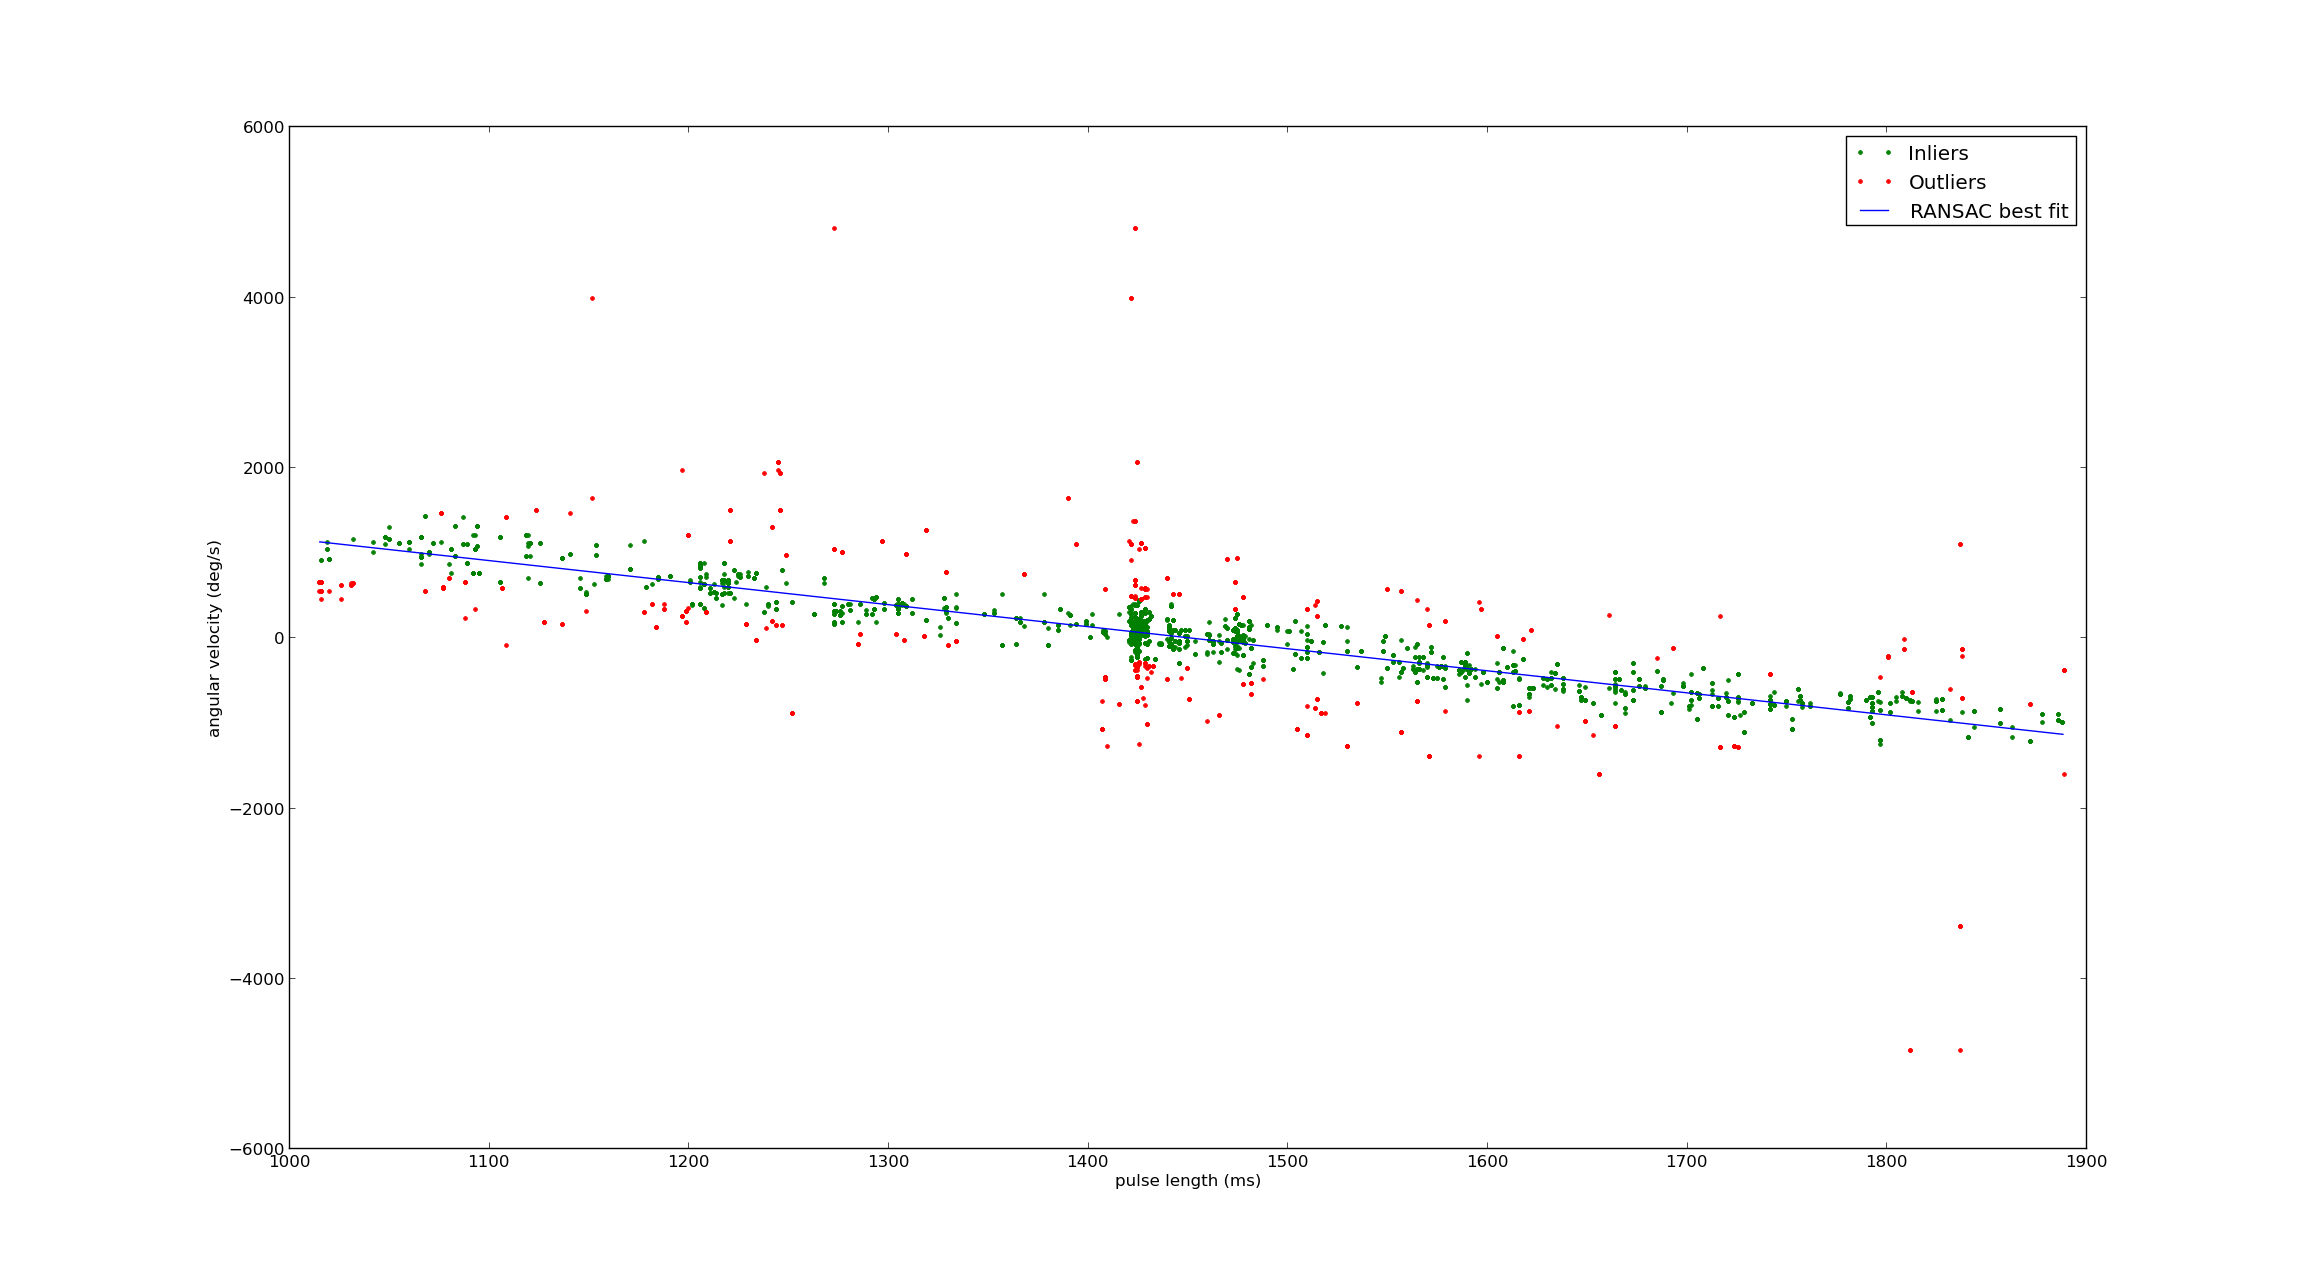 6000
4000
2000
0
−2000
−4000
−6000
angular velocity (deg/s)
Inliers
Outliers
RANSAC best fit
1000 1100 1200 1300 1400 1500 1600 1700 1800 1900
pulse length (ms)